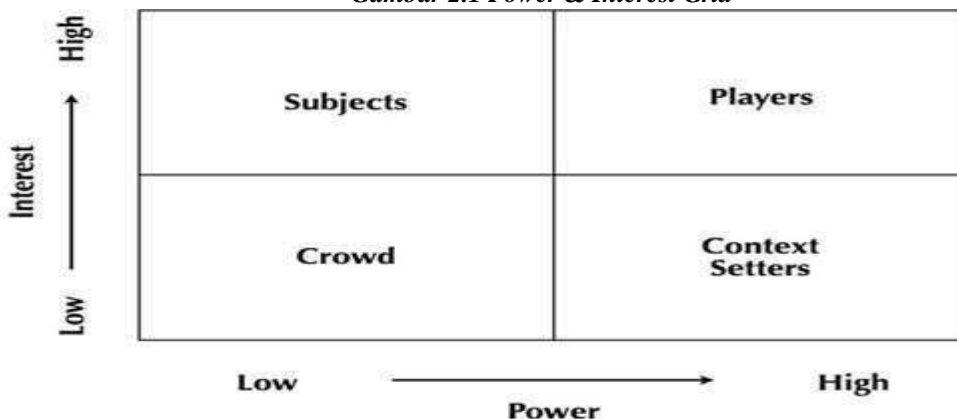 Gambar 2.1 Power & Interest Grid
High
Subjects
Players
Interest
Crowd
Context
Setters
Low
Low
High
Power